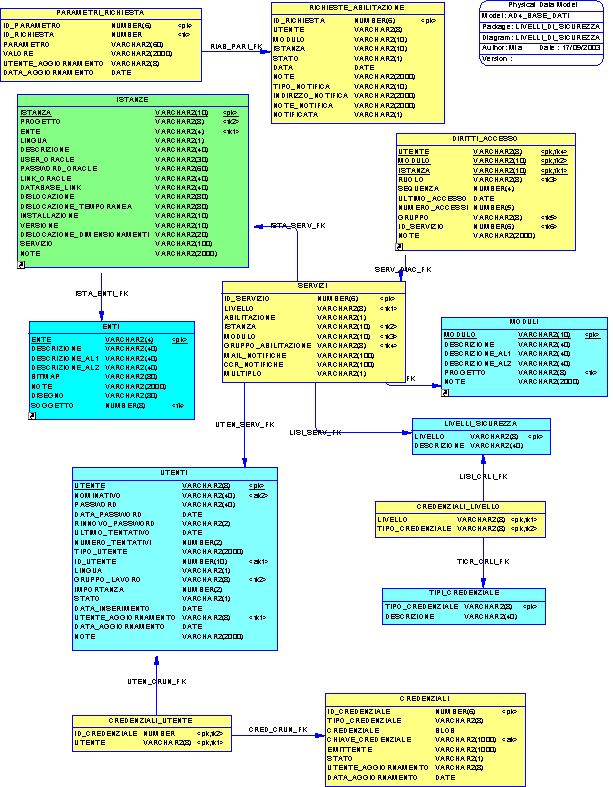 PARAMETRI_RICHIESTA
ID_PARAMETRO NUMBER(6) <pk>
ID_RICHIESTA NUMBER <fk>
PARAMETRO VARCHAR2(60)
VALORE VARCHAR2(2000)
UTENTE_AGGIORNAMENTO VARCHAR2(8)
DATA_AGGIORNAMENTO DATE
RIAB_PARI_FK
RICHIESTE_ABILITAZIONE
ID_RICHIESTA NUMBER(6) <pk>
UTENTE VARCHAR2(8)
MODULO VARCHAR2(10)
ISTANZA VARCHAR2(10)
STATO VARCHAR2(1)
DATA DATE
NOTE VARCHAR2(2000)
TIPO_NOTIFICA VARCHAR2(10)
INDIRIZZO_NOTIFICA VARCHAR2(2000)
NOTE_NOTIFICA VARCHAR2(2000)
NOTIFICATA VARCHAR2(1)
Physical Data Model
Model: AD4_BASE_DATI
Package: LIVELLI_DI_SICUREZZA
Diagram: LIVELLI_DI_SICUREZZA
Author: Mia Date : 17/09/2003
Version :
ISTANZE
ISTANZA VARCHAR2(10) <pk>
PROGETTO VARCHAR2(8) <fk2>
ENTE VARCHAR2(4) <fk1>
LINGUA VARCHAR2(1)
DESCRIZIONE VARCHAR2(40)
USER_ORACLE VARCHAR2(30)
PASSWORD_ORACLE VARCHAR2(60)
LINK_ORACLE VARCHAR2(40)
DATABASE_LINK VARCHAR2(40)
DISLOCAZIONE VARCHAR2(80)
DISLOCAZIONE_TEMPORANEA VARCHAR2(80)
INSTALLAZIONE VARCHAR2(10)
VERSIONE VARCHAR2(10)
DISLOCAZIONE_DIMENSIONAMENTI VARCHAR2(20)
SERVIZIO VARCHAR2(100)
NOTE VARCHAR2(2000)
DIRITTI_ACCESSO
UTENTE VARCHAR2(8) <pk,fk4>
MODULO VARCHAR2(10) <pk,fk2>
ISTANZA VARCHAR2(10) <pk,fk1>
RUOLO VARCHAR2(8) <fk3>
SEQUENZA NUMBER(4)
ULTIMO_ACCESSO DATE
NUMERO_ACCESSI NUMBER(5)
GRUPPO VARCHAR2(8) <fk5>
ID_SERVIZIO NUMBER(6) <fk6>
NOTE VARCHAR2(2000)
ISTA_SERV_FK
SERV_DIAC_FK
ISTA_ENTI_FK
SERVIZI
ID_SERVIZIO NUMBER(6) <pk>
LIVELLO VARCHAR2(8) <fk1>
ABILITAZIONE VARCHAR2(1)
ISTANZA VARCHAR2(10) <fk2>
MODULO VARCHAR2(10) <fk3>
GRUPPO_ABILITAZIONE VARCHAR2(8) <fk4>
MAIL_NOTIFICHE VARCHAR2(100)
CCR_NOTIFICHE VARCHAR2(100)
MULTIPLO VARCHAR2(1)
ENTI
ENTE VARCHAR2(4) <pk>
DESCRIZIONE VARCHAR2(40)
DESCRIZIONE_AL1 VARCHAR2(40)
DESCRIZIONE_AL2 VARCHAR2(40)
BITMAP VARCHAR2(80)
NOTE VARCHAR2(2000)
DISEGNO VARCHAR2(80)
SOGGETTO NUMBER(8) <fk>
MODULI
MODULO VARCHAR2(10) <pk>
DESCRIZIONE VARCHAR2(40)
DESCRIZIONE_AL1 VARCHAR2(40)
DESCRIZIONE_AL2 VARCHAR2(40)
PROGETTO VARCHAR2(8) <fk>
NOTE VARCHAR2(2000)
FK
UTEN_SERV_FK
LISI_SERV_FK
LIVELLI_SICUREZZA
LIVELLO VARCHAR2(8) <pk>
DESCRIZIONE VARCHAR2(40)
LISI_CRLI_FK
UTENTI
UTENTE VARCHAR2(8) <pk>
NOMINATIVO VARCHAR2(40) <ak2>
PASSWORD VARCHAR2(40)
DATA_PASSWORD DATE
RINNOVO_PASSWORD VARCHAR2(2)
ULTIMO_TENTATIVO DATE
NUMERO_TENTATIVI NUMBER(2)
TIPO_UTENTE VARCHAR2(2000)
ID_UTENTE NUMBER(10) <ak1>
LINGUA VARCHAR2(1)
GRUPPO_LAVORO VARCHAR2(8) <fk2>
IMPORTANZA NUMBER(2)
STATO VARCHAR2(1)
DATA_INSERIMENTO DATE
UTENTE_AGGIORNAMENTO VARCHAR2(8) <fk1>
DATA_AGGIORNAMENTO DATE
NOTE VARCHAR2(2000)
CREDENZIALI_LIVELLO
LIVELLO VARCHAR2(8) <pk,fk1>
TIPO_CREDENZIALE VARCHAR2(8) <pk,fk2>
TICR_CRLI_FK
TIPI_CREDENZIALE
TIPO_CREDENZIALE VARCHAR2(8) <pk>
DESCRIZIONE VARCHAR2(40)
UTEN_CRUN_FK
CREDENZIALI_UTENTE
ID_CREDENZIALE NUMBER <pk,fk2>
UTENTE VARCHAR2(8) <pk,fk1>
CRED_CRUN_FK
CREDENZIALI
ID_CREDENZIALE NUMBER(6) <pk>
TIPO_CREDENZIALE VARCHAR2(8)
CREDENZIALE BLOB
CHIAVE_CREDENZIALE VARCHAR2(1000) <ak>
EMITTENTE VARCHAR2(1000)
STATO VARCHAR2(1)
UTENTE_AGGIORNAMENTO VARCHAR2(8)
DATA_AGGIORNAMENTO DATE